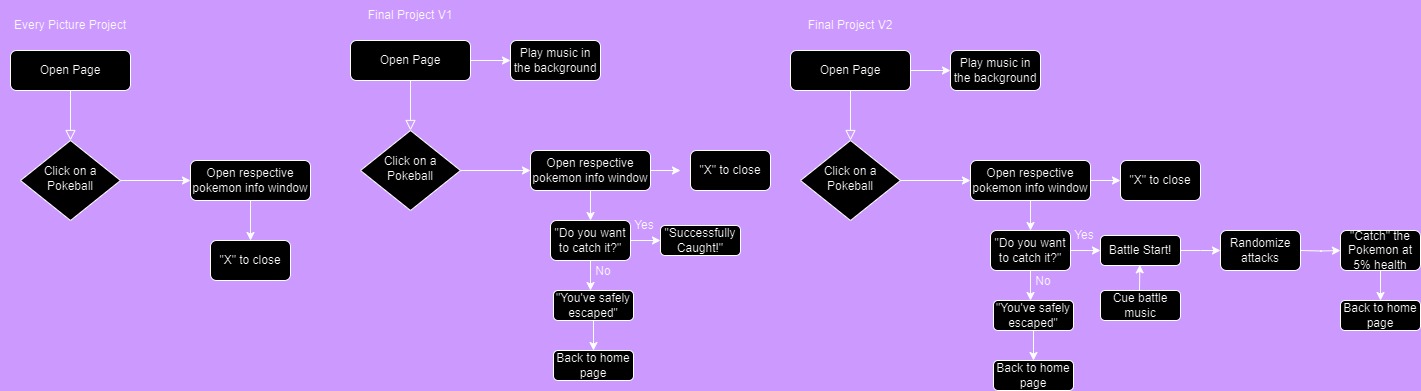 Every Picture Project
Open Page
Click on a
Pokeball
Open respective
pokemon info window
"X" to close
Final Project V1
Open Page
Play music in
the background
Click on a
Pokeball
Open respective
pokemon info window
"X" to close
"Do you want
to catch it?"
Yes
"Successfully
Caught!"
No
"You've safely
escaped"
Back to home
page
Final Project V2
Open Page
Play music in
the background
Click on a
Pokeball
Open respective
pokemon info window
"X" to close
"Do you want
to catch it?"
Yes
Battle Start!
Randomize
attacks
"Catch" the
Pokemon at
5% health
No
Cue battle
music
"You've safely
escaped"
Back to home
page
Back to home
page